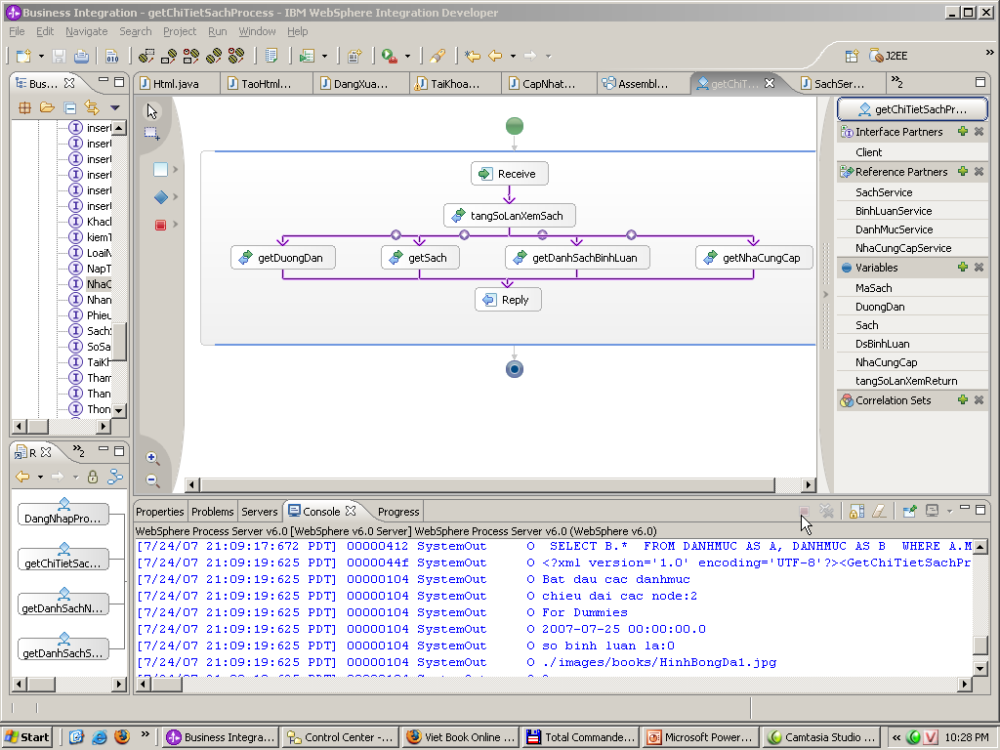 Business Integration - getChiTietSachProcess - IBM WebSphere Integration Developer
File Edit Navigate Search Project Run Window Help
J2EE
Bus...
Html.java
TaoHtml...
DangXua...
TaiKhoa...
CapNhat...
Assembl...
getChiT...
SachSer...
»2
inserl
inserl
inserl
inserl
inserl
inserl
Khacl
kiemT
LoaiN
NapT
NhaC
Nhan
Phieu
Sach
SoSa
TaiKh
Tham
Than
Thon
Receive
tangSoLanXemSach
getDuongDan
getSach
getDanhSachBinhLuan
getNhaCungCap
Reply
getChiTietSachPr...
Interface Partners
Client
Reference Partners
SachService
BinhLuanService
DanhMucService
NhaCungCapService
Variables
MaSach
DuongDan
Sach
DsBinhLuan
NhaCungCap
tangSoLanXemReturn
Correlation Sets
R
»2
DangNhapPro...
getChiTietSac...
getDanhSachN...
getDanhSachS...
Properties Problems Servers Console Progress
WebSphere Process Server v6.0 [WebSphere v6.0 Server] WebSphere Process Server v6.0 (WebSphere v6.0)
[7/24/07 21:09:17:672 PDT] 00000412 SystemOut O SELECT B.* FROM DANHMUC AS A, DANHMUC AS B WHERE A.M
[7/24/07 21:09:19:625 PDT] 0000044f SystemOut O <?xml version='1.0' encoding='UTF-8'?><GetChiTietSachPr
[7/24/07 21:09:19:625 PDT] 00000104 SystemOut O Bat dau cac danhmuc
[7/24/07 21:09:19:625 PDT] 00000104 SystemOut O chieu dai cac node:2
[7/24/07 21:09:19:625 PDT] 00000104 SystemOut O For Dummies
[7/24/07 21:09:19:625 PDT] 00000104 SystemOut O 2007-07-25 00:00:00.0
[7/24/07 21:09:19:625 PDT] 00000104 SystemOut O so binh luan la:0
[7/24/07 21:09:19:625 PDT] 00000104 SystemOut O ./images/books/HinhBongDa1.jpg
Start
»
Business Integra...
Control Center -...
Viet Book Online ...
Total Commande...
Microsoft Power...
Camtasia Studio ...
«
V
10:28 PM